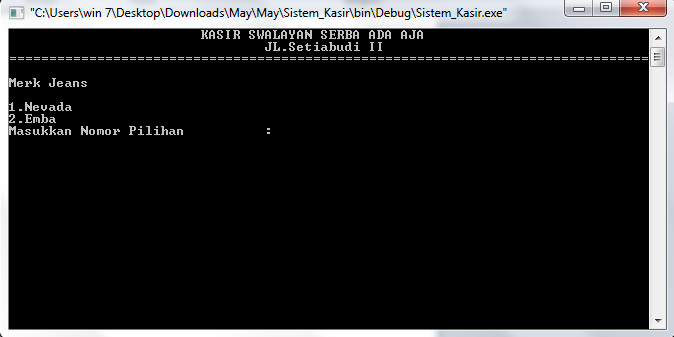 "C:\Users\win 7\Desktop\Downloads\May\May\Sistem_Kasir\bin\Debug\Sistem_Kasir.exe"
KASIR SWALAYAN SERBA ADA AJA
JL.Setiabudi II
================================================================================
Merk Jeans
1.Nevada
2.Emba
Masukkan Nomor Pilihan :